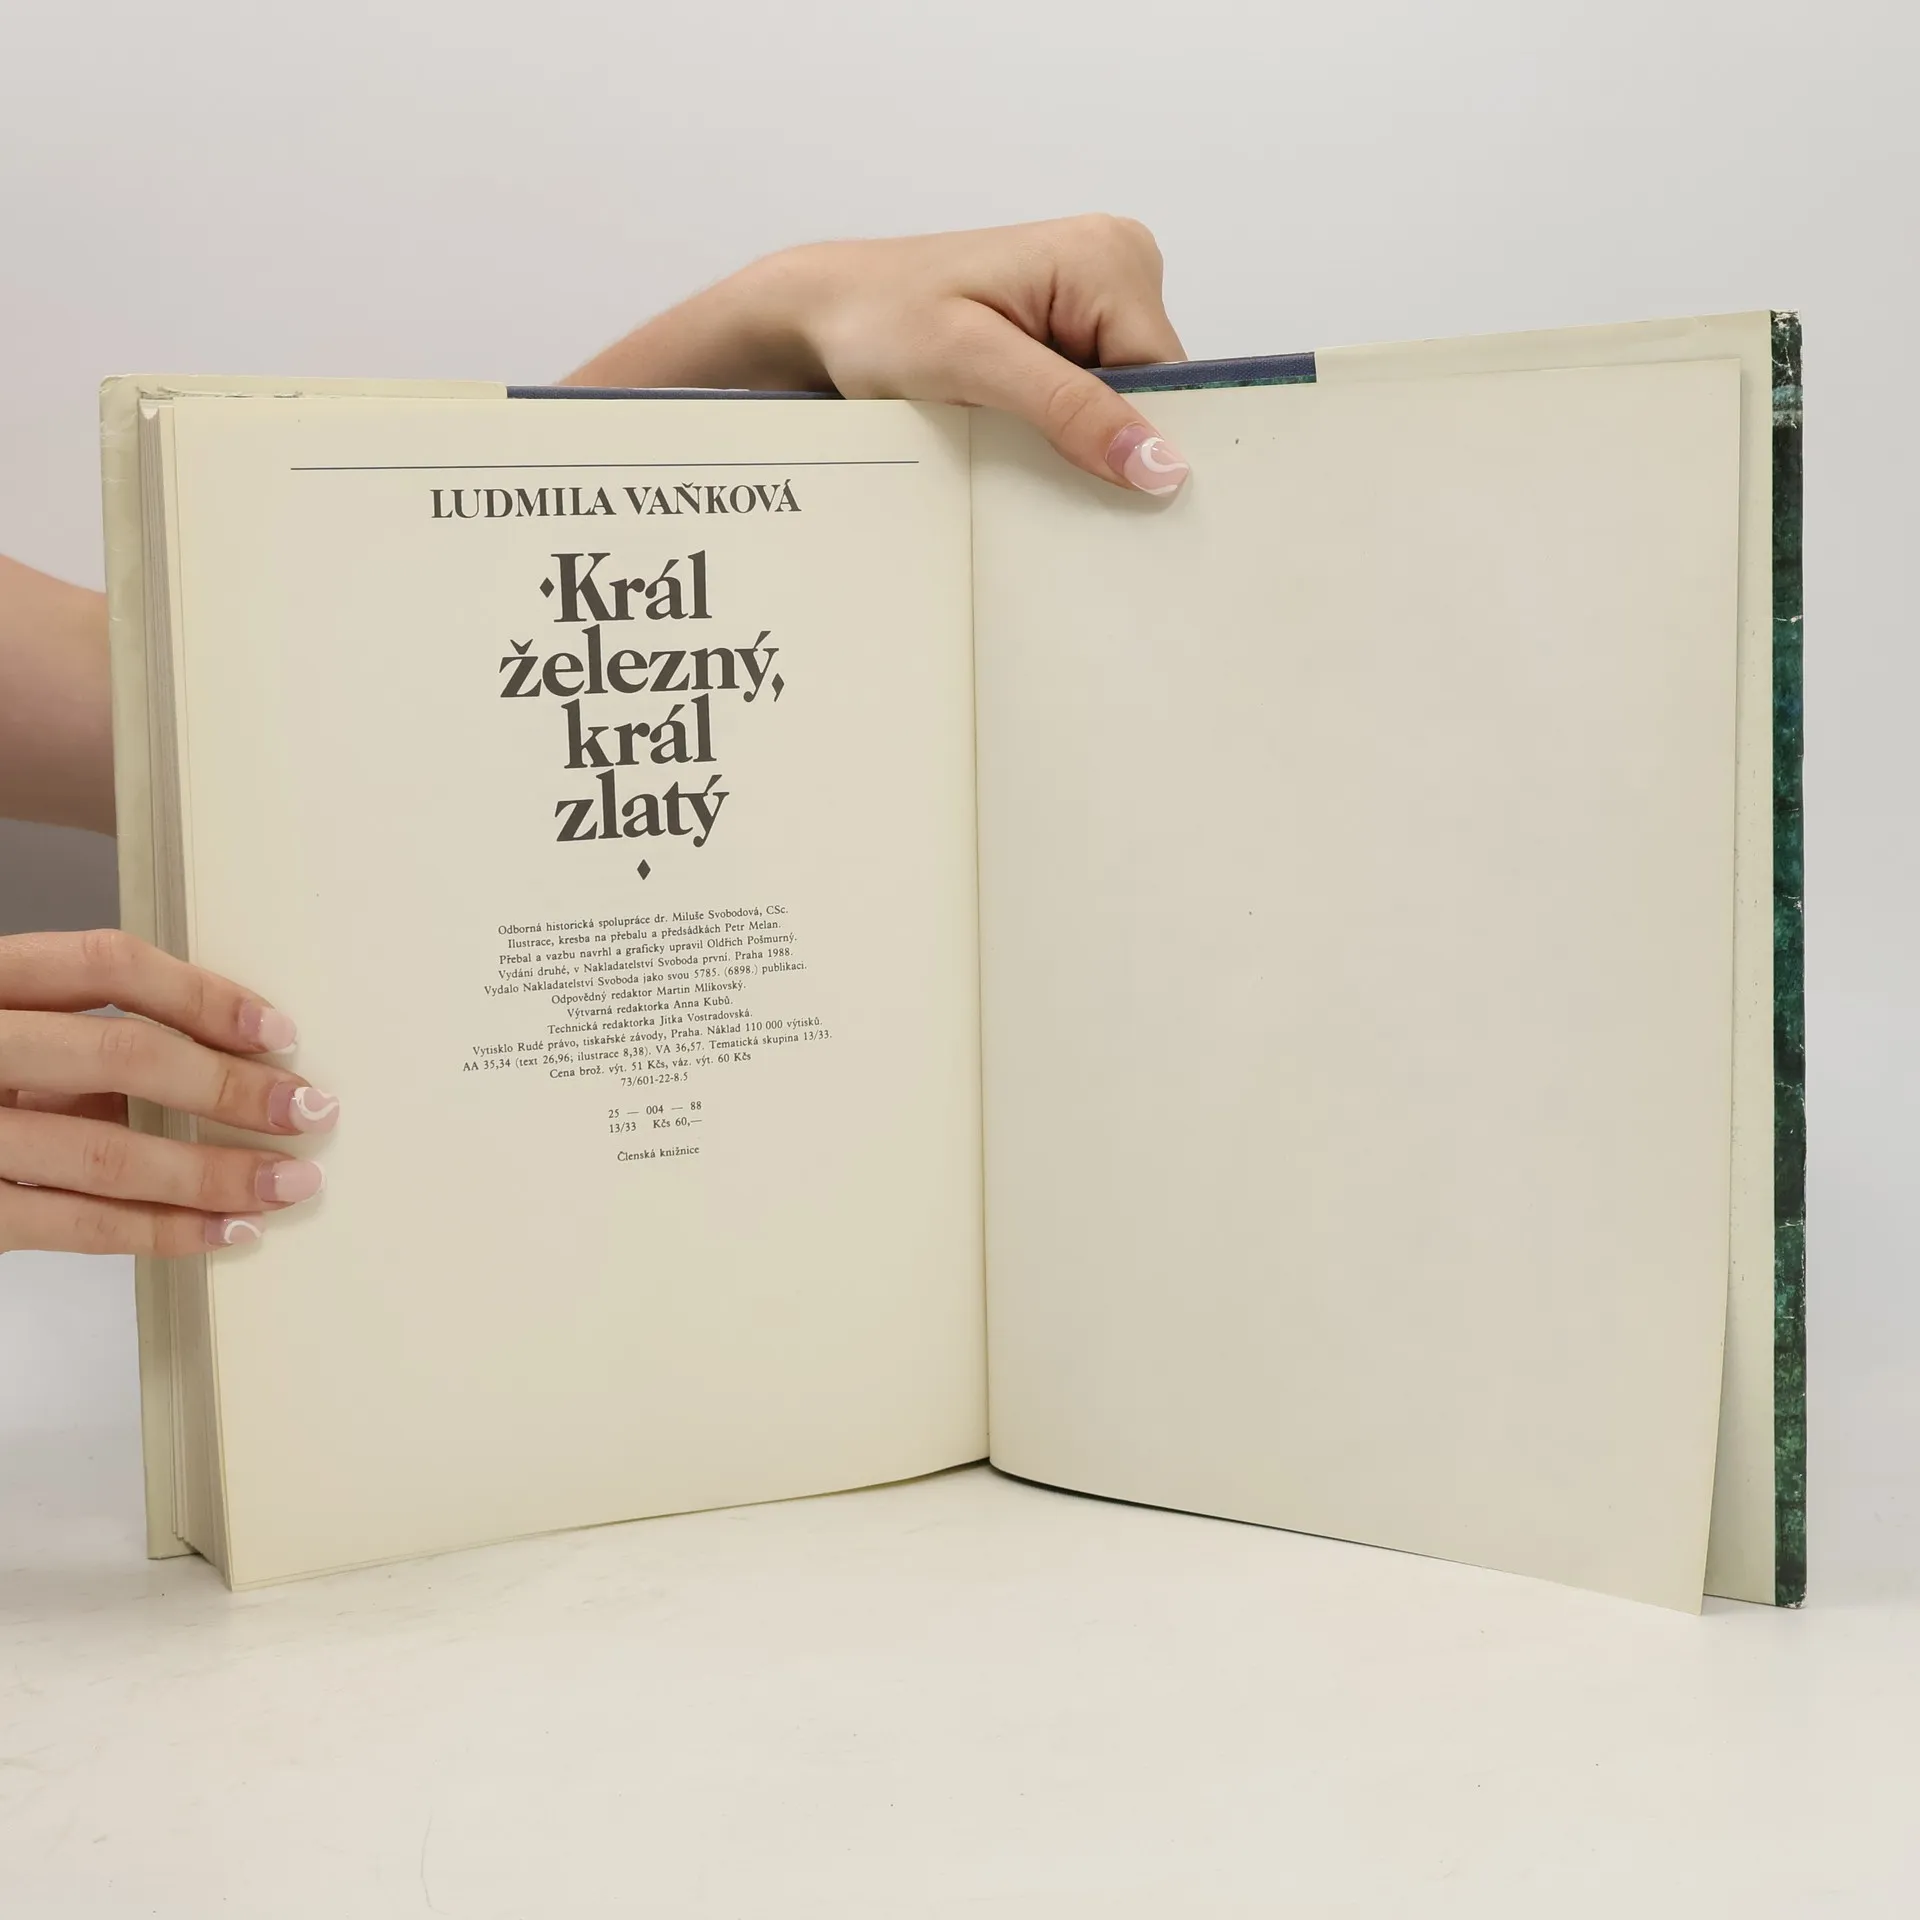 LUDMILA VAŇKOVÁ
Král
železný,
král
zlatý
Odborná historická spolupráce dr. Miluše Svobodová, CSc.
Ilustrace, kresba na přebalu a předsádkách Petr Melan.
Přebal a vazbu navrhl a graficky upravil Oldřich Pošmurný.
Vydání druhé, v Nakladatelství Svoboda první. Praha 1988.
Vydalo Nakladatelství Svoboda jako svou 5785. (6898.) publikaci.
Odpovědný redaktor Martin Mlíkovský.
Výtvarná redaktorka Anna Kubů.
Technická redaktorka Jitka Vostradovská.
Vytisklo Rudé právo, tiskařské závody, Praha. Náklad 110 000 výtisků.
AA 35,34 (text 26,96; ilustrace 8,38). VA 36,57. Tematická skupina 13/33.
Cena brož. výt. 51 Kčs, váz. výt. 60 Kčs
73/601-22-8.5
25 — 004 — 88
13/33 Kčs 60,—
Členská knižnice